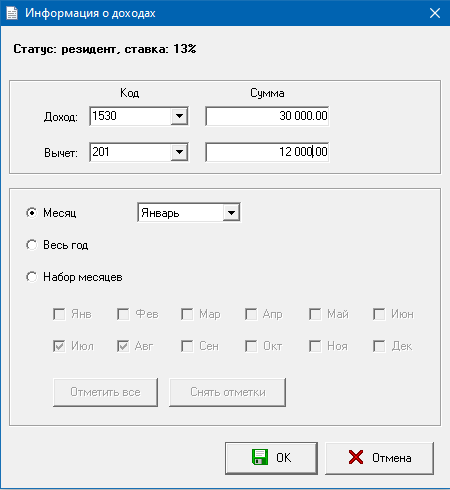 Информация о доходах
Статус: резидент, ставка: 13%
Код Сумма
Доход: 1530 30 000.00
Вычет: 201 12 000.00
Месяц Январь
Весь год
Набор месяцев
Янв Фев Мар Апр Май Июн
Июл Авг Сен Окт Ноя Дек
Отметить все Снять отметки
OK Отмена